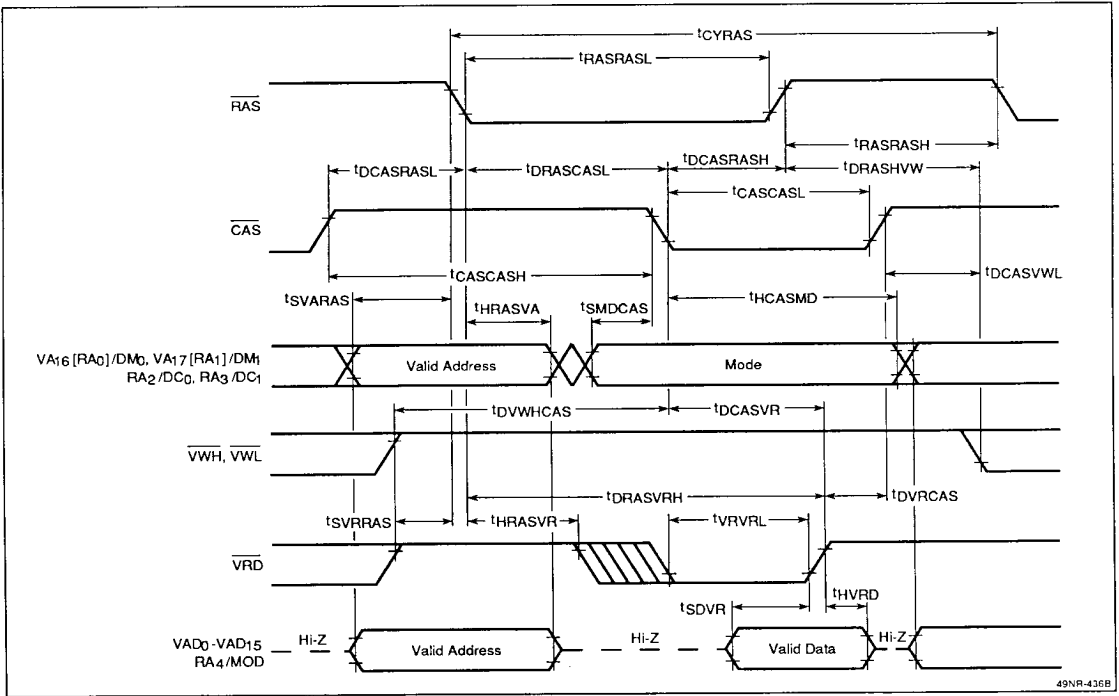 tCYRAS
tRASRASL
RAS
tRASRASH
tDCASRASL
tDRASCASL
tDCASRASH
tDRASHVW
tCASCASL
CAS
tCASCASH
tDCASVWL
tSVARAS
tHRASVA
tSMDCAS
tHCASMD
VA16 [RA0]/DM0, VA17 [RA1]/DM1
RA2/DC0, RA3/DC1
Valid Address
Mode
tDVWHCAS
tDCASVR
VWH, VWL
tDRASVRH
tDVRCAS
tSVRRAS
tHRASVR
tVRVRL
VRD
tSDVR
tHVRD
VAD0-VAD15
RA4/MOD
Hi-Z
Valid Address
Hi-Z
Valid Data
Hi-Z
49NR-436B